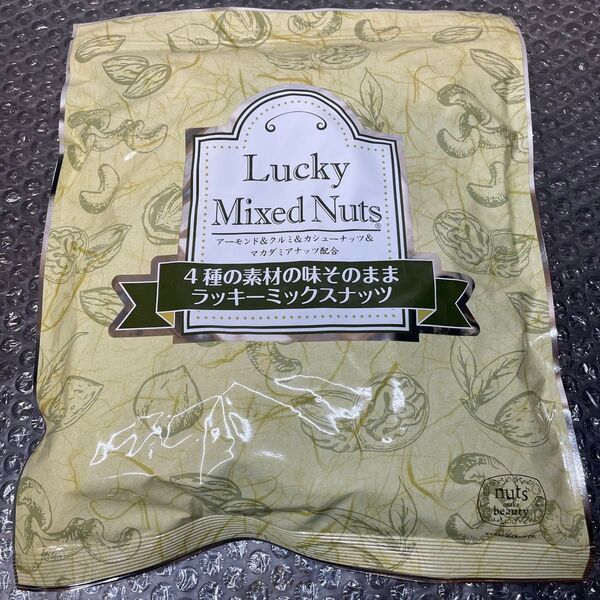 Lucky
Mixed Nuts®
アーモンド&クルミ&カシューナッツ&
マカダミアナッツ配合
4種の素材の味そのまま
ラッキーミックスナッツ
nuts
make
beauty